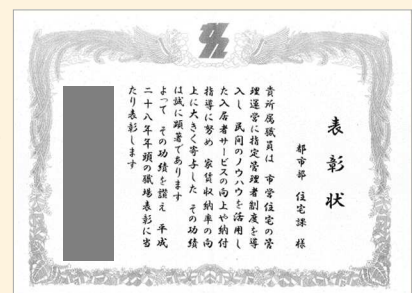 表彰状
都市部 住宅課 様
貴所属職員は 市営住宅の管
理運営に指定管理者制度を導
入し 民間のノウハウを活用し
た入居者サービスの向上や納付
指導に努め 家賃収納率の向
上に大きく寄与した その功績
は誠に顕著であります
よって その功績を讃え 平成
二十八年年頭の職場表彰に当
たり表彰します